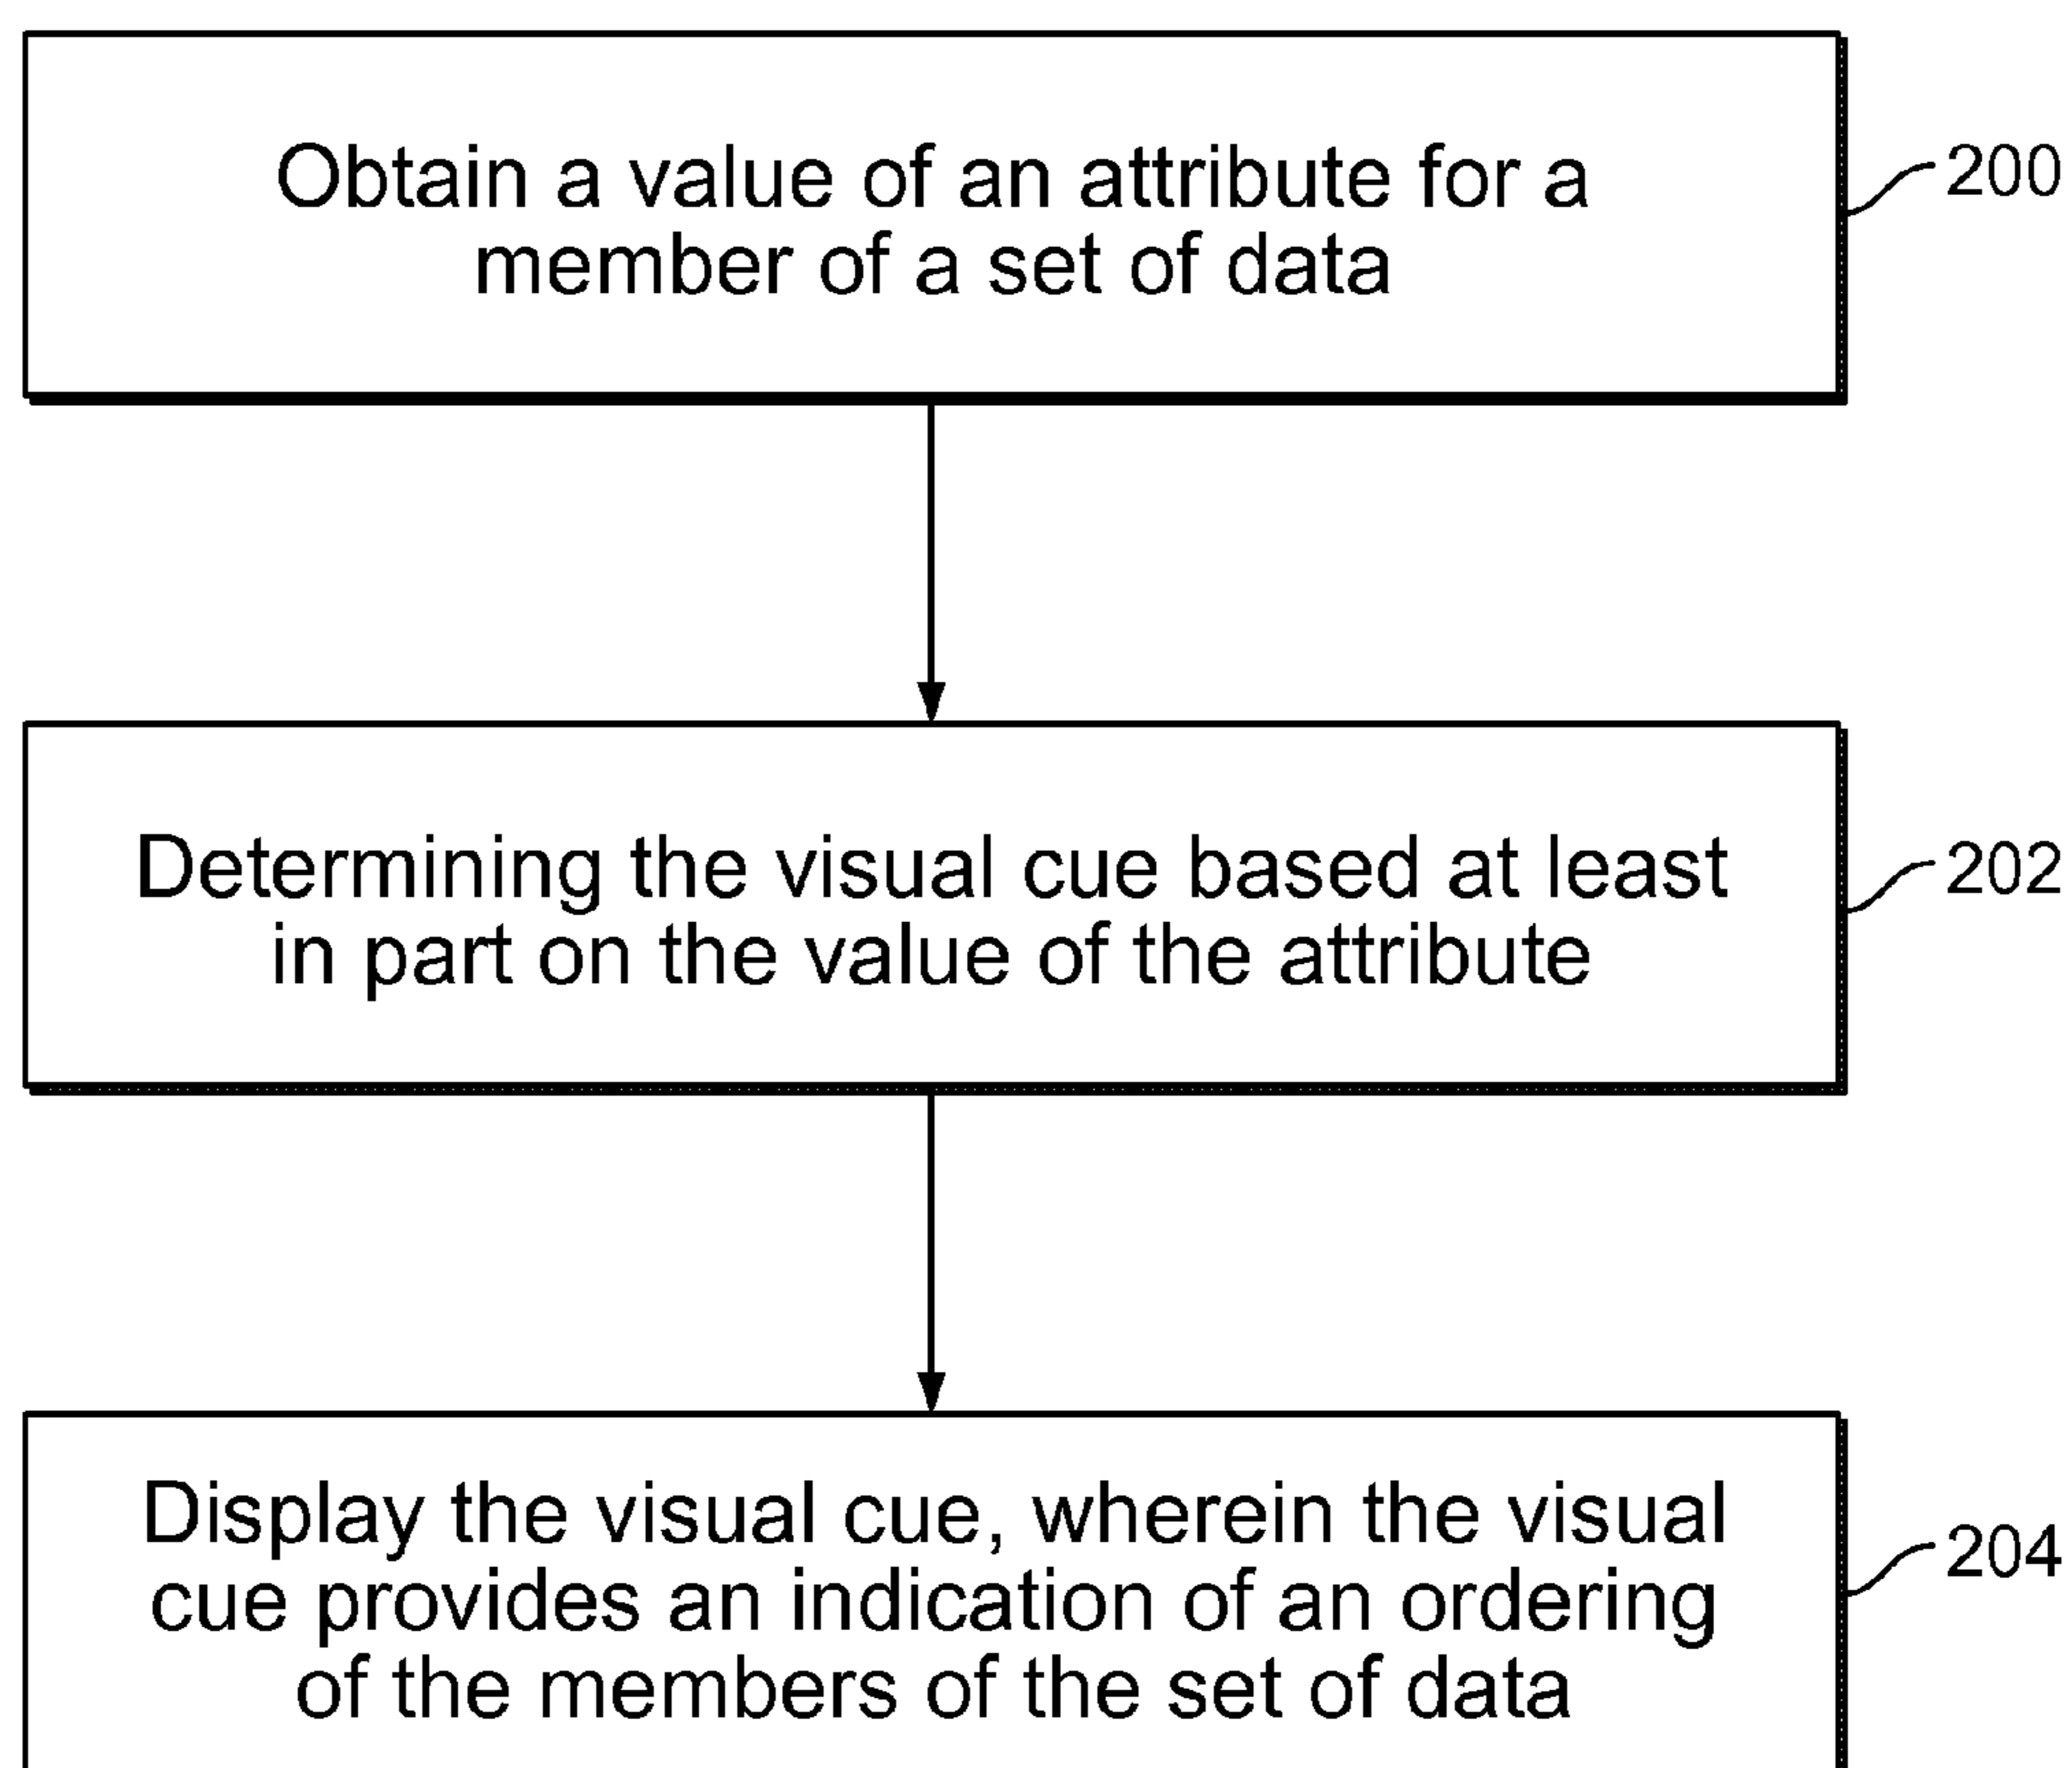 Obtain a value of an attribute for a
member of a set of data
200
Determining the visual cue based at least
in part on the value of the attribute
202
Display the visual cue, wherein the visual
cue provides an indication of an ordering
of the members of the set of data
204